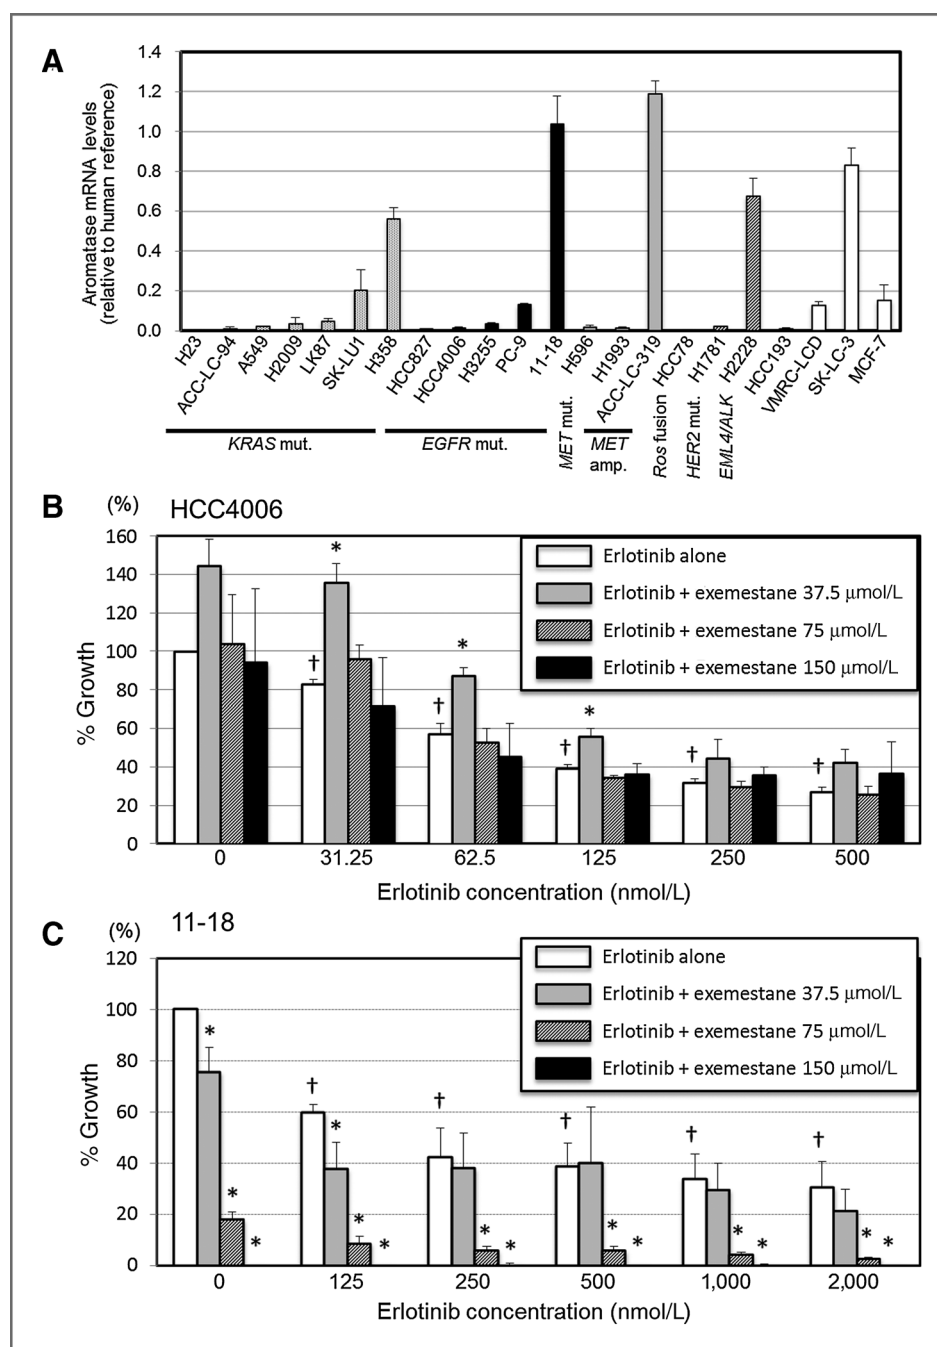 A
Aromatase mRNA levels
(relative to human reference)
1.4
1.2
1.0
0.8
0.6
0.4
0.2
0.0
H23
ACC-LC-94
A549
H2009
LK87
SK-LU1
H358
HCC827
HCC4006
H3255
PC-9
11-18
H596
H1993
ACC-LC-319
HCC78
H1781
H2228
HCC193
VMRC-LCD
SK-LC-3
MCF-7
KRAS mut.
EGFR mut.
MET mut.
MET
amp.
Ros fusion
HER2 mut.
EML4/ALK
B
(%)
HCC4006
% Growth
160
140
120
100
80
60
40
20
0
Erlotinib alone
Erlotinib + exemestane 37.5 μmol/L
Erlotinib + exemestane 75 μmol/L
Erlotinib + exemestane 150 μmol/L
*
†
†
*
†
*
†
†
0
31.25
62.5
125
250
500
Erlotinib concentration (nmol/L)
C
(%)
11-18
% Growth
120
100
80
60
40
20
0
Erlotinib alone
Erlotinib + exemestane 37.5 μmol/L
Erlotinib + exemestane 75 μmol/L
Erlotinib + exemestane 150 μmol/L
*
*
*
†
*
*
*
†
*
*
†
*
*
†
*
*
†
*
*
0
125
250
500
1,000
2,000
Erlotinib concentration (nmol/L)